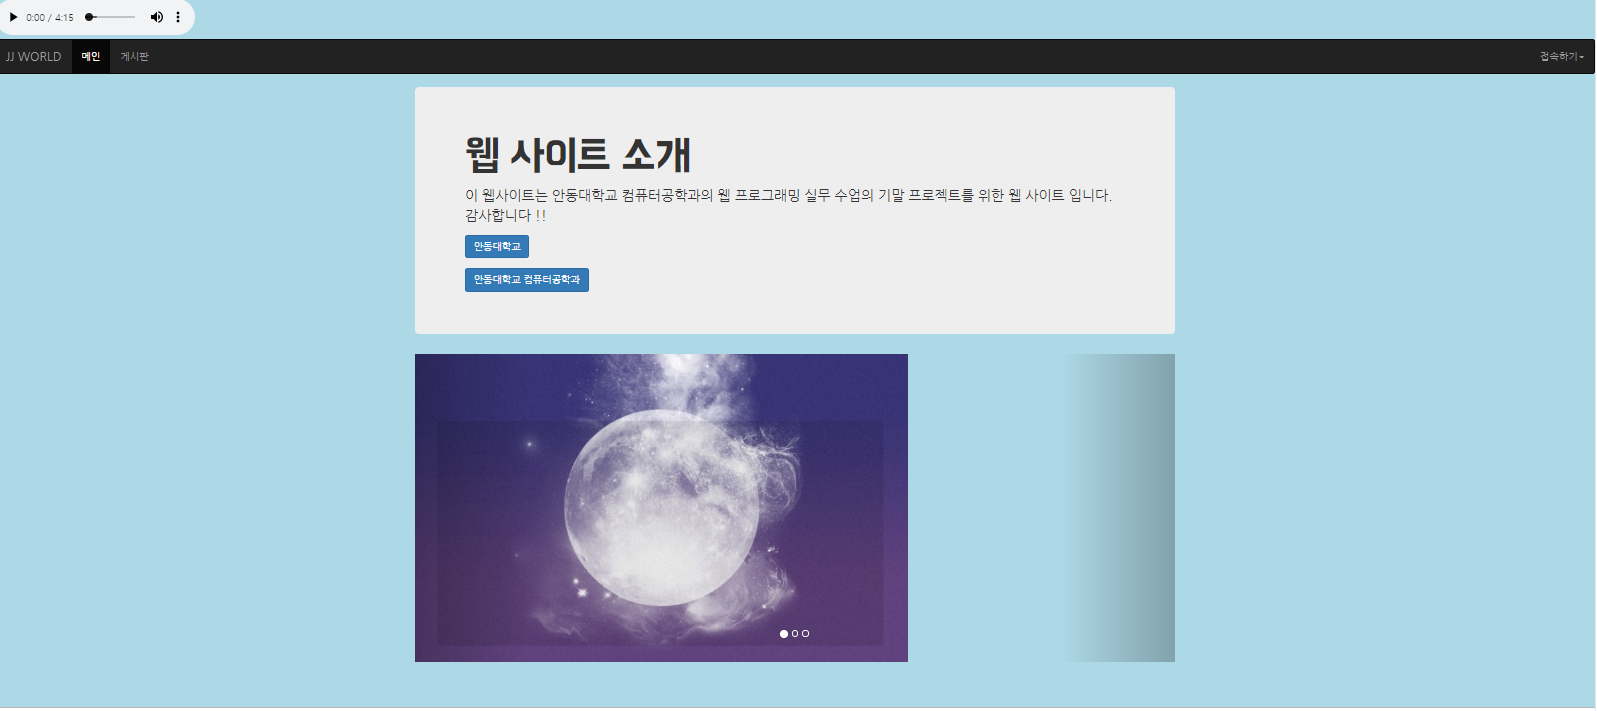 0:00 / 4:15
JJ WORLD 메인 게시판 접속하기
웹 사이트 소개
이 웹사이트는 안동대학교 컴퓨터공학과의 웹 프로그래밍 실무 수업의 기말 프로젝트를 위한 웹 사이트 입니다.
감사합니다 !!
안동대학교
안동대학교 컴퓨터공학과